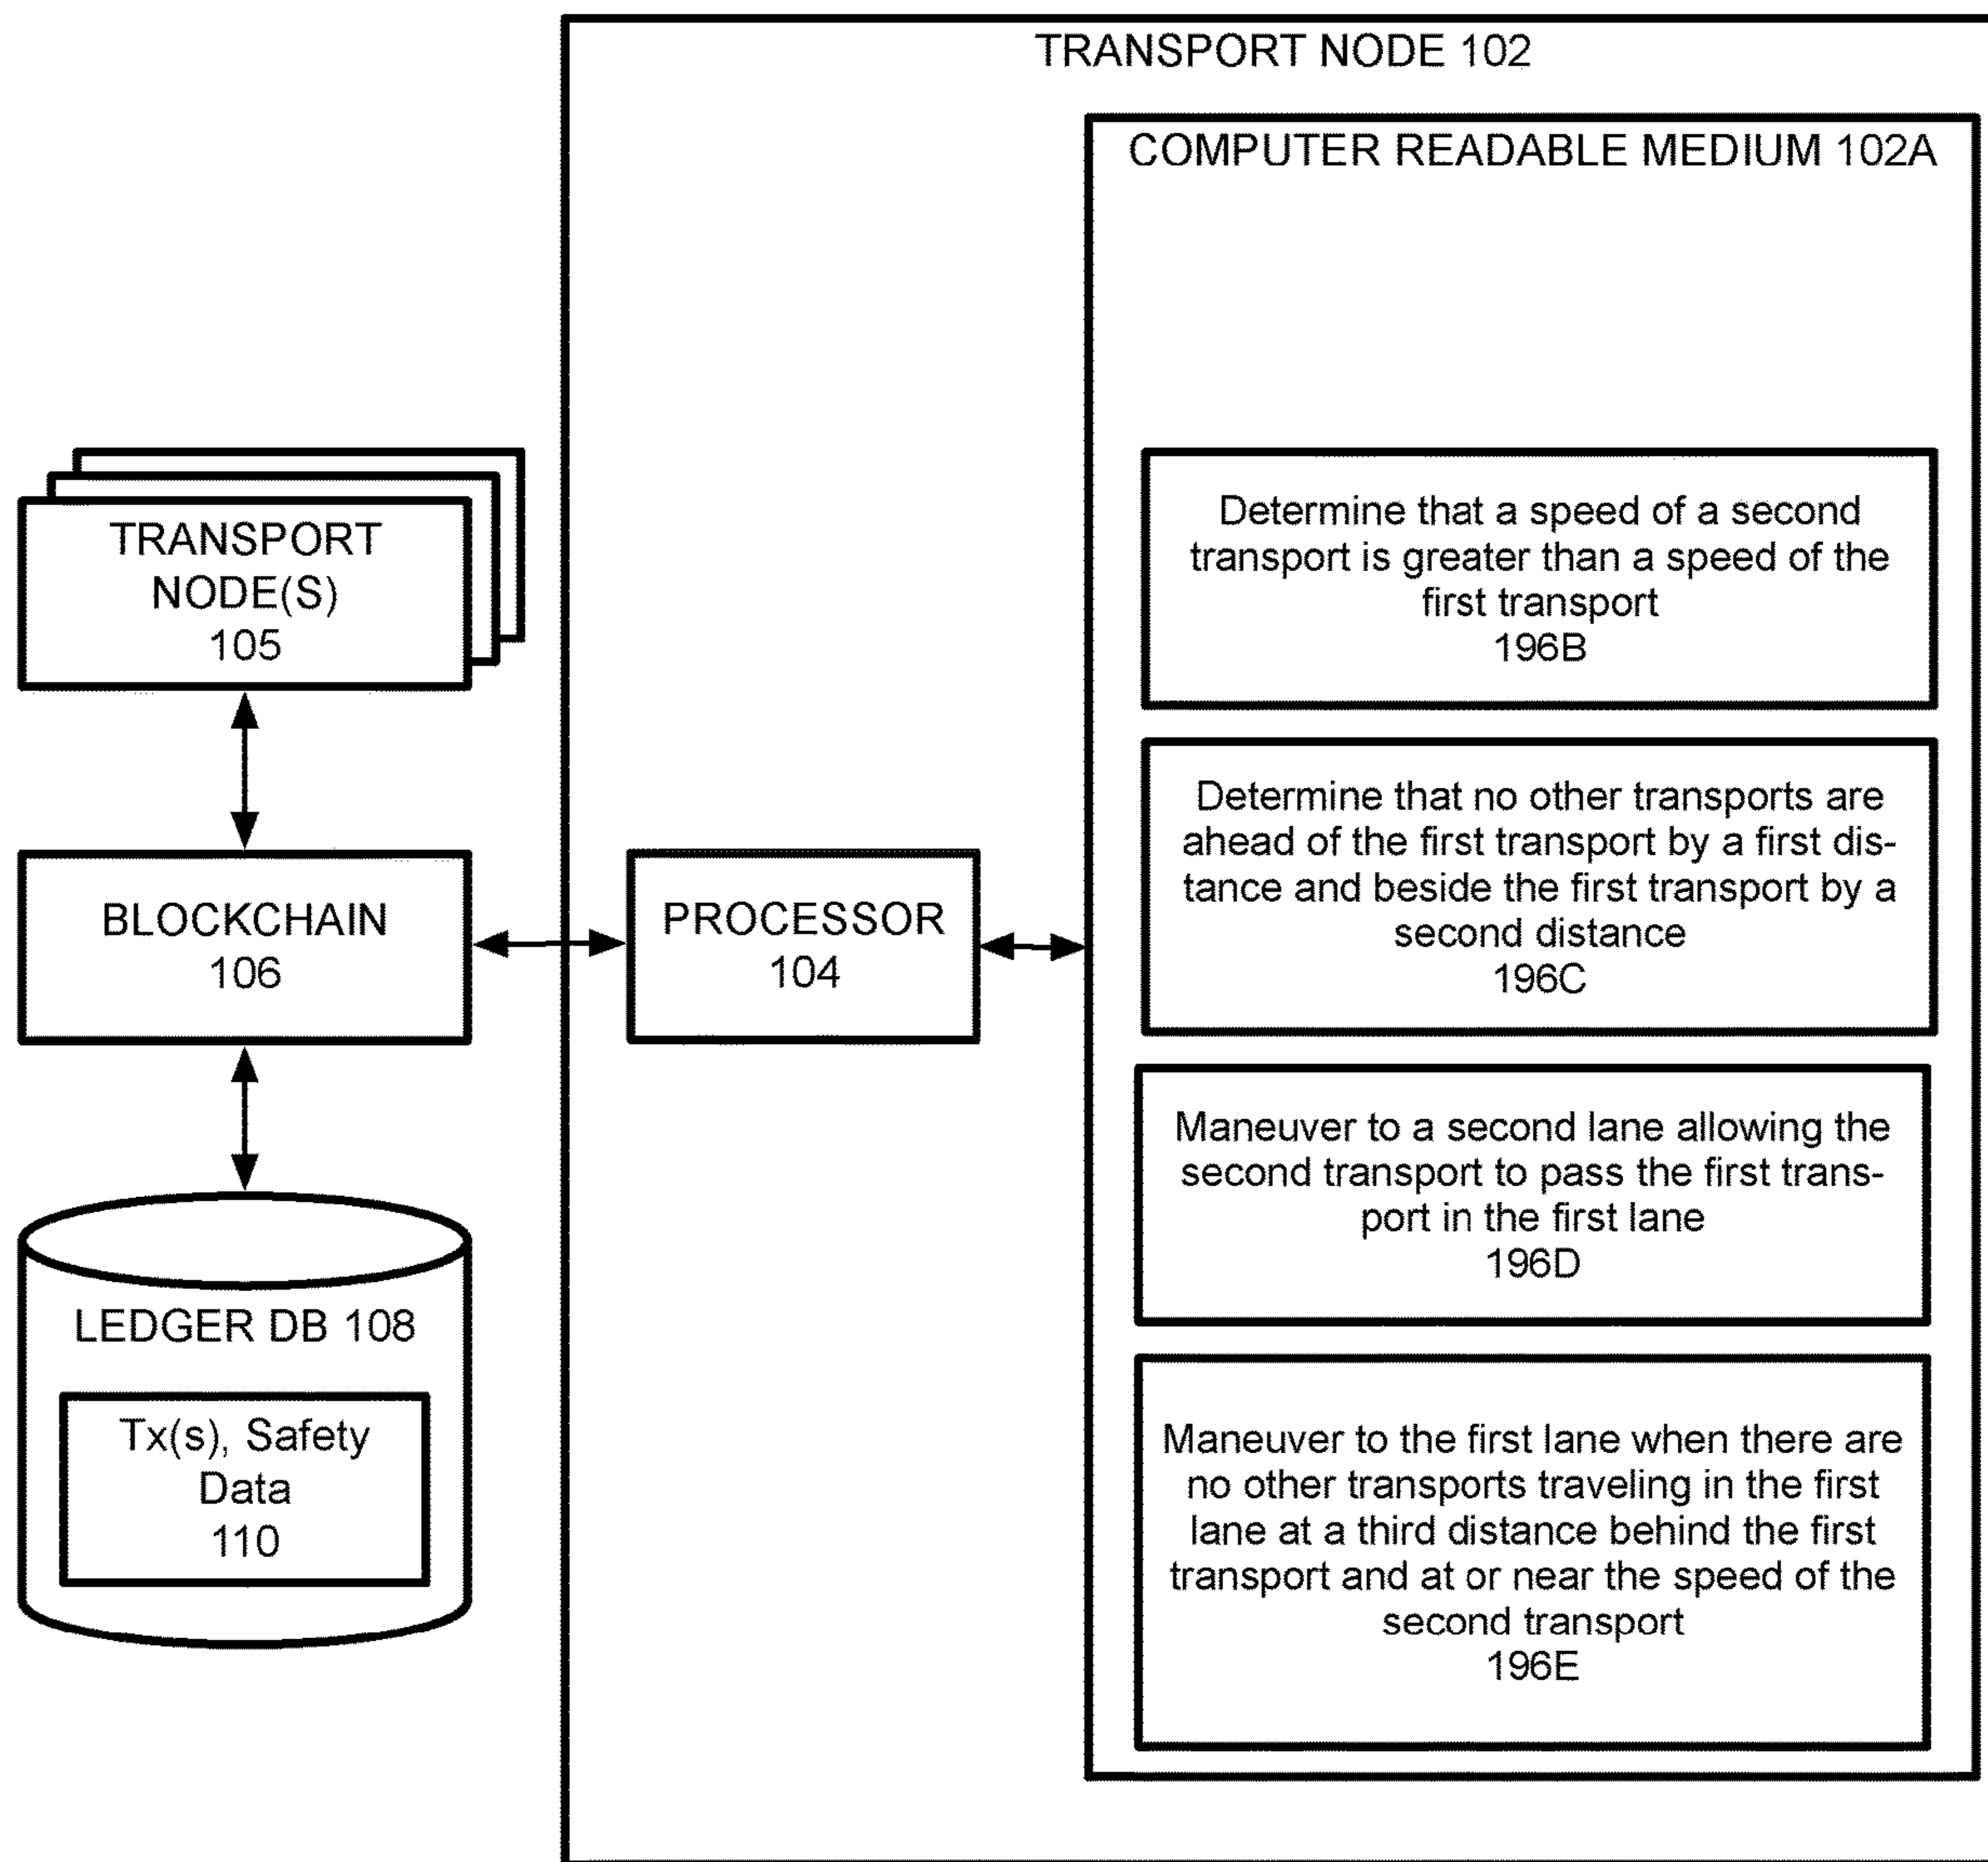 TRANSPORT NODE 102
COMPUTER READABLE MEDIUM 102A
TRANSPORT
NODE(S)
105
BLOCKCHAIN
106
LEDGER DB 108
Tx(s), Safety
Data
110
PROCESSOR
104
Determine that a speed of a second
transport is greater than a speed of the
first transport
196B
Determine that no other transports are
ahead of the first transport by a first dis-
tance and beside the first transport by a
second distance
196C
Maneuver to a second lane allowing the
second transport to pass the first trans-
port in the first lane
196D
Maneuver to the first lane when there are
no other transports traveling in the first
lane at a third distance behind the first
transport and at or near the speed of the
second transport
196E